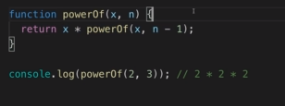 function powerOf(x, n) {
  return x * powerOf(x, n - 1);
}
console.log(powerOf(2, 3)); // 2 * 2 * 2